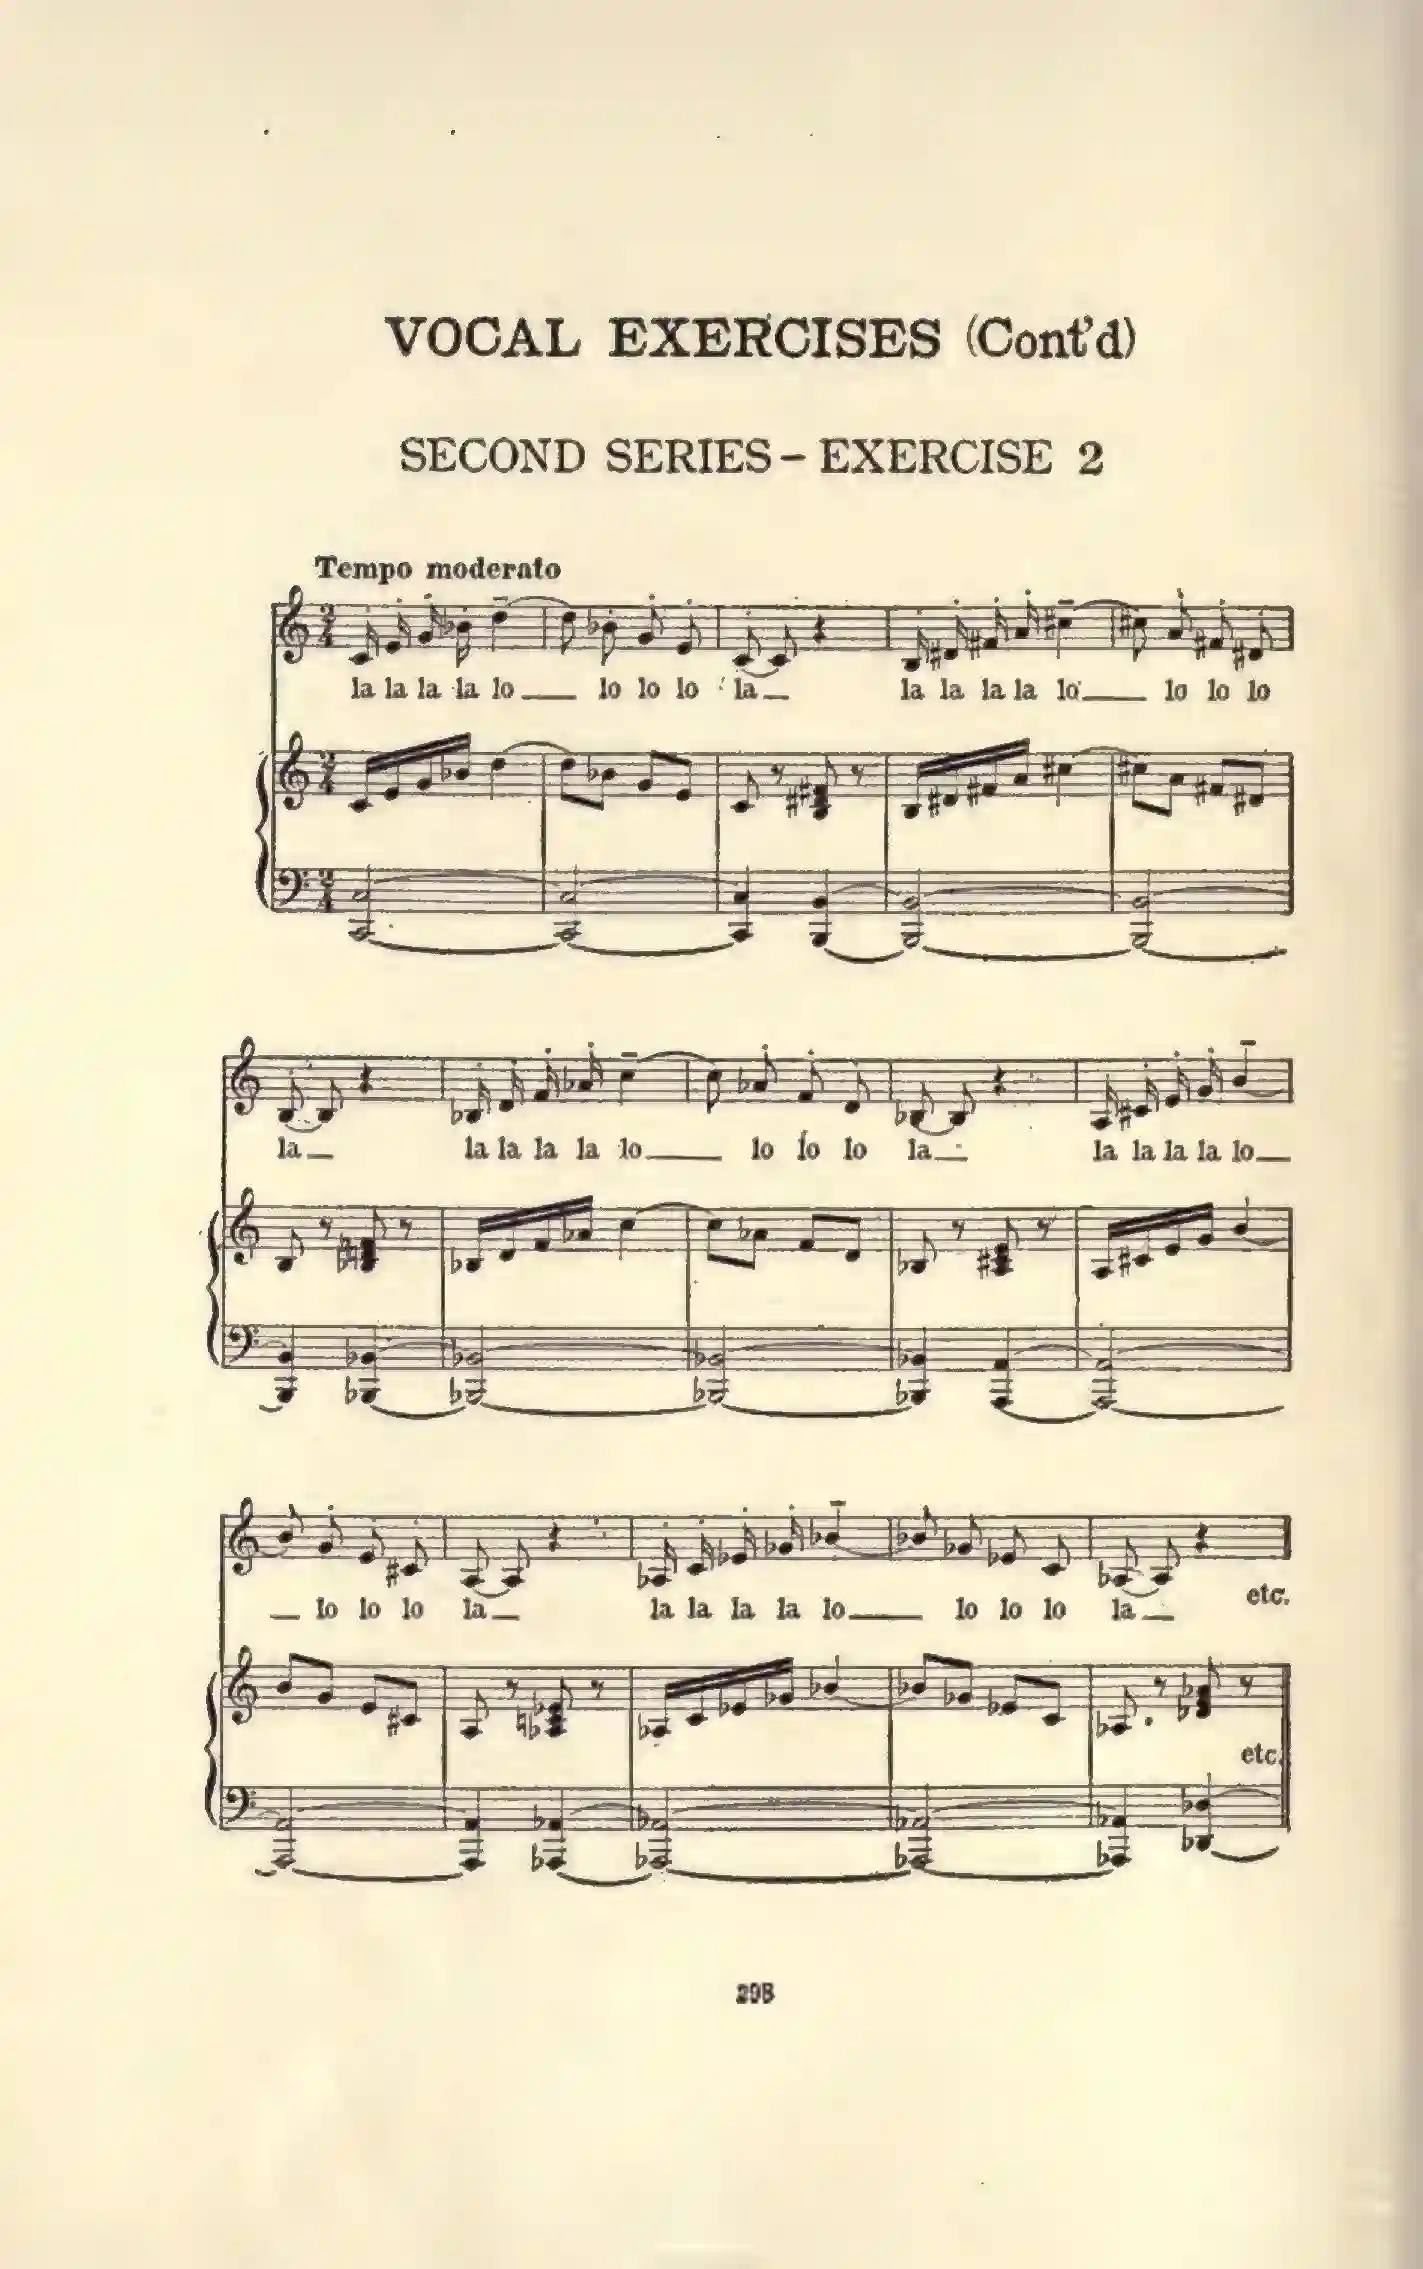 VOCAL EXERCISES (Cont'd)
SECOND SERIES – EXERCISE 2
Tempo moderato
la la la la lo lo lo lo la la la la la lo lo lo lo
la la la la la lo lo lo lo la la la la la lo
lo lo lo la la la la la lo lo lo lo la etc.
etc.
298